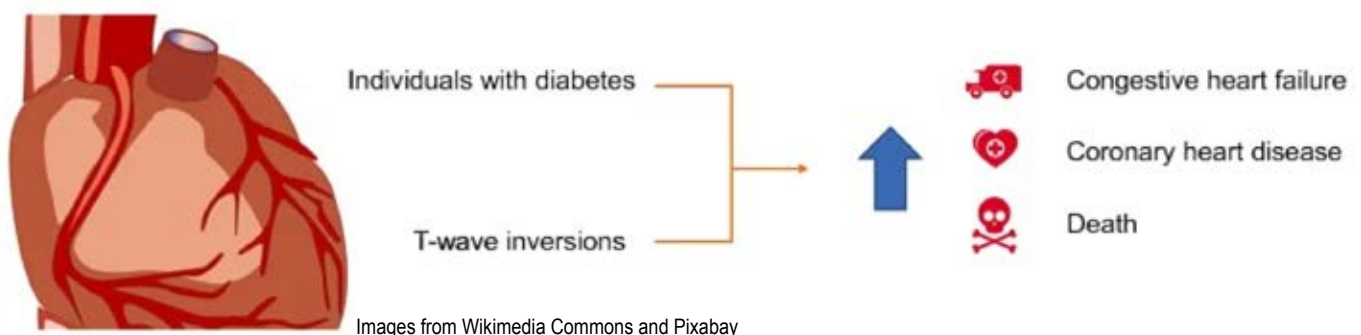 Individuals with diabetes
T-wave inversions
Congestive heart failure
Coronary heart disease
Death
Images from Wikimedia Commons and Pixabay